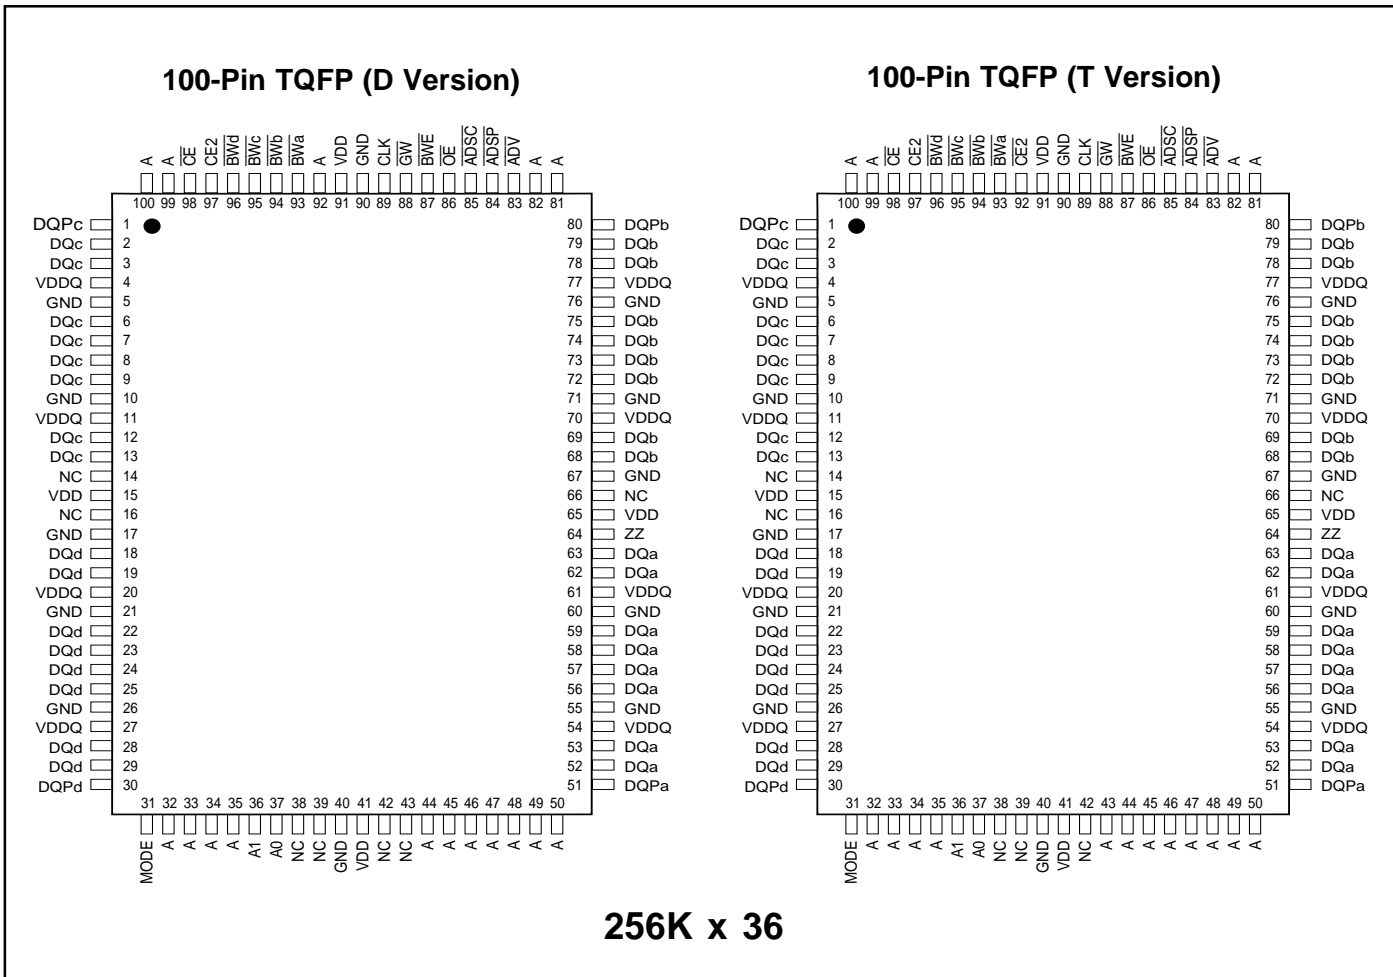 100-Pin TQFP (D Version)
A A CE CE2 BWd BWc BWb BWa A VDD GND CLK GW BWE OE ADSC ADSP ADV A A
100 99 98 97 96 95 94 93 92 91 90 89 88 87 86 85 84 83 82 81
DQPc 1 80 DQPb
DQc 2 79 DQb
DQc 3 78 DQb
VDDQ 4 77 VDDQ
GND 5 76 GND
DQc 6 75 DQb
DQc 7 74 DQb
DQc 8 73 DQb
DQc 9 72 DQb
GND 10 71 GND
VDDQ 11 70 VDDQ
DQc 12 69 DQb
DQc 13 68 DQb
NC 14 67 GND
VDD 15 66 NC
NC 16 65 VDD
GND 17 64 ZZ
DQd 18 63 DQa
DQd 19 62 DQa
VDDQ 20 61 VDDQ
GND 21 60 GND
DQd 22 59 DQa
DQd 23 58 DQa
DQd 24 57 DQa
DQd 25 56 DQa
GND 26 55 GND
VDDQ 27 54 VDDQ
DQd 28 53 DQa
DQd 29 52 DQa
DQPd 30 51 DQPa
31 32 33 34 35 36 37 38 39 40 41 42 43 44 45 46 47 48 49 50
MODE A A A A A1 A0 NC NC GND VDD NC NC A A A A A A A
100-Pin TQFP (T Version)
A A CE CE2 BWd BWc BWb BWa CE2 VDD GND CLK GW BWE OE ADSC ADSP ADV A A
100 99 98 97 96 95 94 93 92 91 90 89 88 87 86 85 84 83 82 81
DQPc 1 80 DQPb
DQc 2 79 DQb
DQc 3 78 DQb
VDDQ 4 77 VDDQ
GND 5 76 GND
DQc 6 75 DQb
DQc 7 74 DQb
DQc 8 73 DQb
DQc 9 72 DQb
GND 10 71 GND
VDDQ 11 70 VDDQ
DQc 12 69 DQb
DQc 13 68 DQb
NC 14 67 GND
VDD 15 66 NC
NC 16 65 VDD
GND 17 64 ZZ
DQd 18 63 DQa
DQd 19 62 DQa
VDDQ 20 61 VDDQ
GND 21 60 GND
DQd 22 59 DQa
DQd 23 58 DQa
DQd 24 57 DQa
DQd 25 56 DQa
GND 26 55 GND
VDDQ 27 54 VDDQ
DQd 28 53 DQa
DQd 29 52 DQa
DQPd 30 51 DQPa
31 32 33 34 35 36 37 38 39 40 41 42 43 44 45 46 47 48 49 50
MODE A A A A A1 A0 NC NC GND VDD NC A A A A A A A A
256K x 36